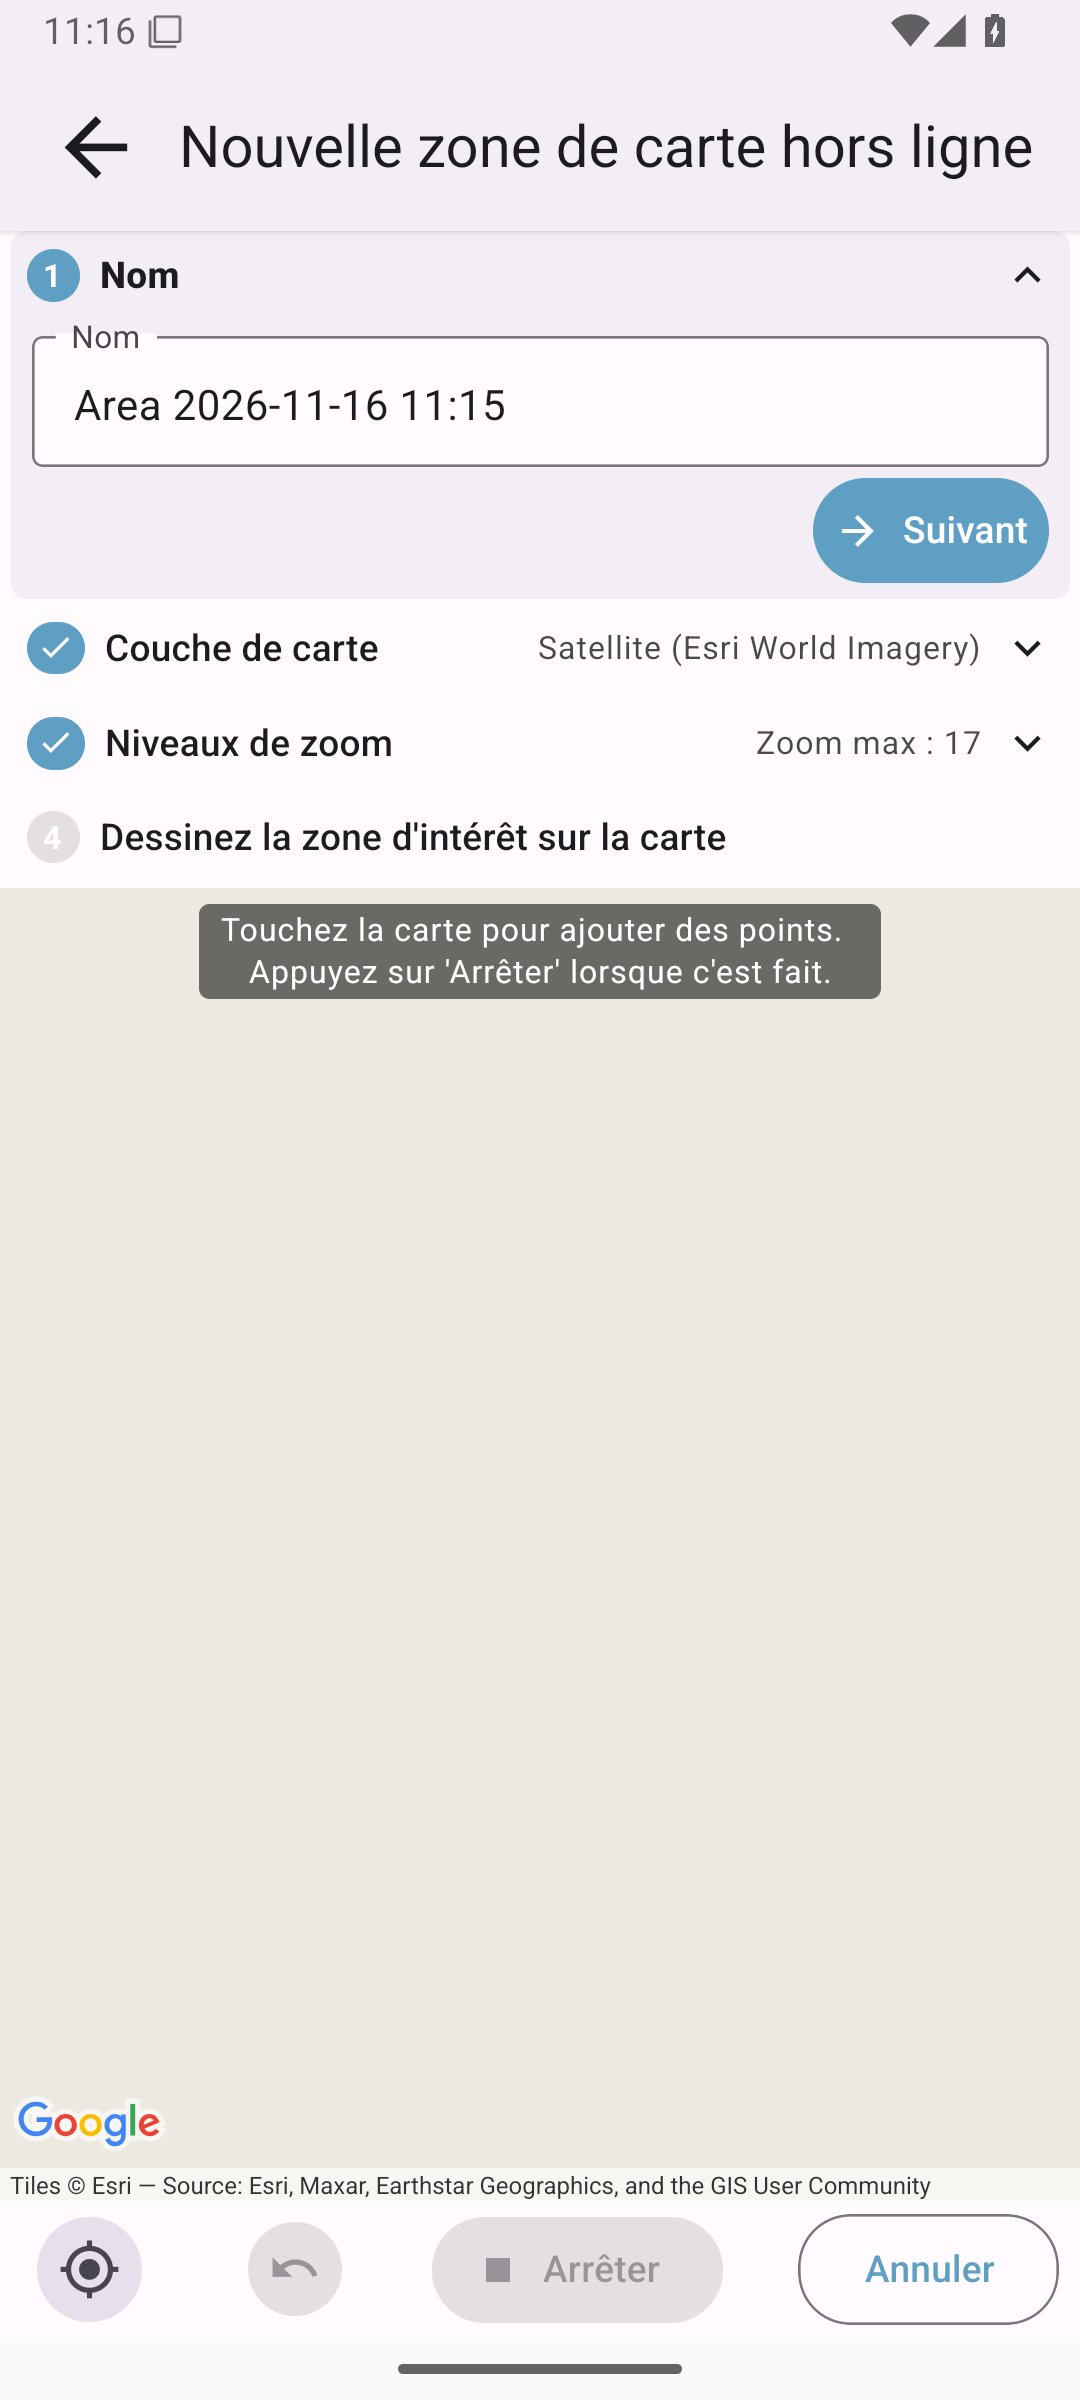 11:16
Nouvelle zone de carte hors ligne
1 Nom
Nom
Area 2026-11-16 11:15
Suivant
Couche de carte Satellite (Esri World Imagery)
Niveaux de zoom Zoom max : 17
4 Dessinez la zone d'intérêt sur la carte
Touchez la carte pour ajouter des points.
Appuyez sur 'Arrêter' lorsque c'est fait.
Google
Tiles © Esri — Source: Esri, Maxar, Earthstar Geographics, and the GIS User Community
Arrêter Annuler